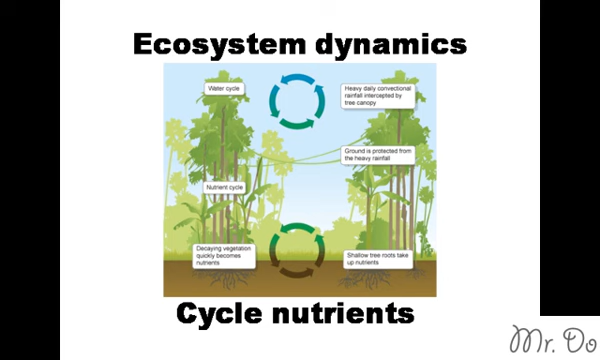 Ecosystem dynamics
Water cycle
Heavy daily convectional
rainfall intercepted by
tree canopy
Ground is protected from
the heavy rainfall
Nutrient cycle
Decaying vegetation
quickly becomes
nutrients
Shallow tree roots take
up nutrients
Cycle nutrients
Mr. Do